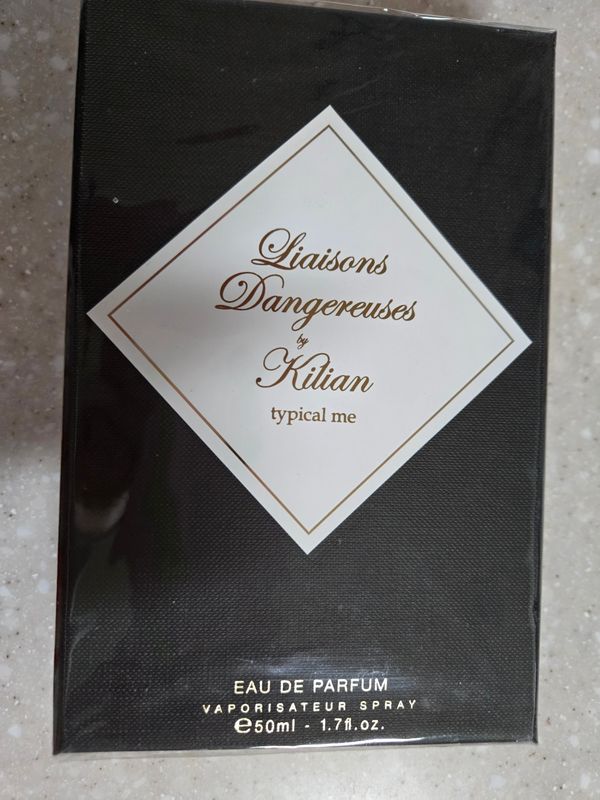 Liaisons
Dangereuses
by
Kilian
typical me
EAU DE PARFUM
VAPORISATEUR SPRAY
℮50ml - 1.7fl.oz.